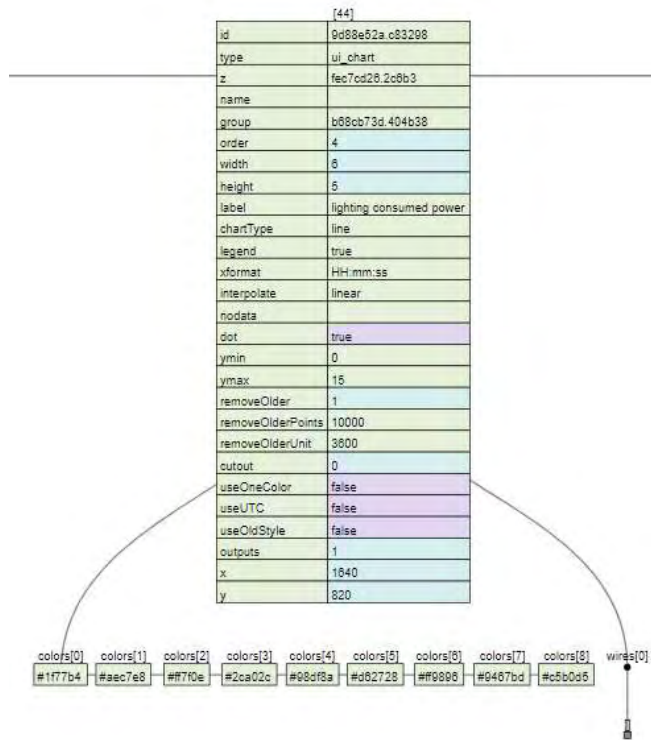 [44]
id 9d88e52a.c83298
type ui_chart
z fec7cd26.2c6b3
name
group b68cb73d.404b38
order 4
width 6
height 5
label lighting consumed power
chartType line
legend true
xformat HH:mm:ss
interpolate linear
nodata
dot true
ymin 0
ymax 15
removeOlder 1
removeOlderPoints 10000
removeOlderUnit 3600
cutout 0
useOneColor false
useUTC false
useOldStyle false
outputs 1
x 1640
y 820
colors[0] colors[1] colors[2] colors[3] colors[4] colors[5] colors[6] colors[7] colors[8] wires[0]
#1f77b4 #aec7e8 #ff7f0e #2ca02c #98df8a #d62728 #ff9896 #9467bd #c5b0d5